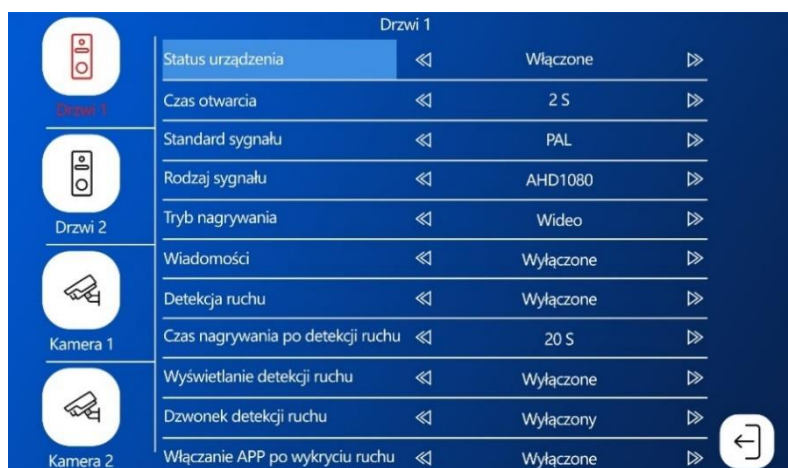 Drzwi 1
Drzwi 1
Drzwi 2
Kamera 1
Kamera 2
Status urządzenia Włączone
Czas otwarcia 2 S
Standard sygnału PAL
Rodzaj sygnału AHD1080
Tryb nagrywania Wideo
Wiadomości Wyłączone
Detekcja ruchu Wyłączone
Czas nagrywania po detekcji ruchu 20 S
Wyświetlanie detekcji ruchu Wyłączone
Dzwonek detekcji ruchu Wyłączony
Włączanie APP po wykryciu ruchu Wyłączone